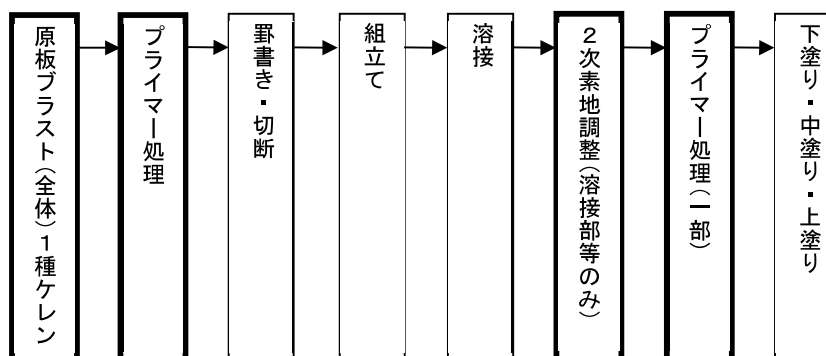 原板ブラスト（全体）１種ケレン
プライマー処理
罫書き・切断
組立て
溶接
２次素地調整（溶接部等のみ）
プライマー処理（一部）
下塗り・中塗り・上塗り